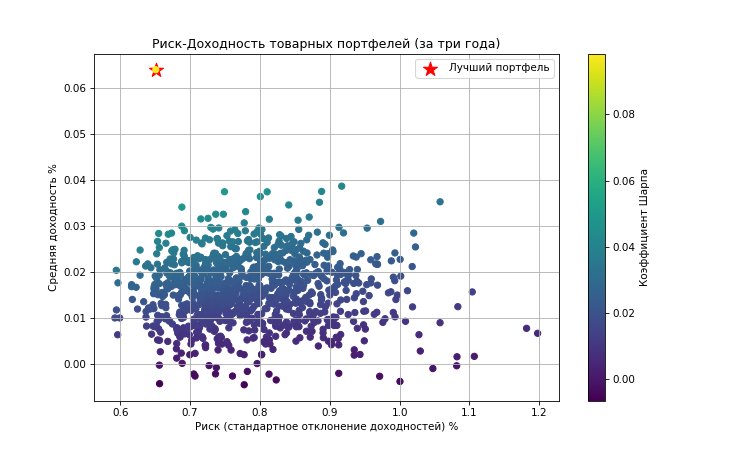 Риск-Доходность товарных портфелей (за три года)
Лучший портфель
0.06
0.05
0.04
0.03
0.02
0.01
0.00
Средняя доходность %
0.6 0.7 0.8 0.9 1.0 1.1 1.2
Риск (стандартное отклонение доходностей) %
0.08
0.06
0.04
0.02
0.00
Коэффициент Шарпа